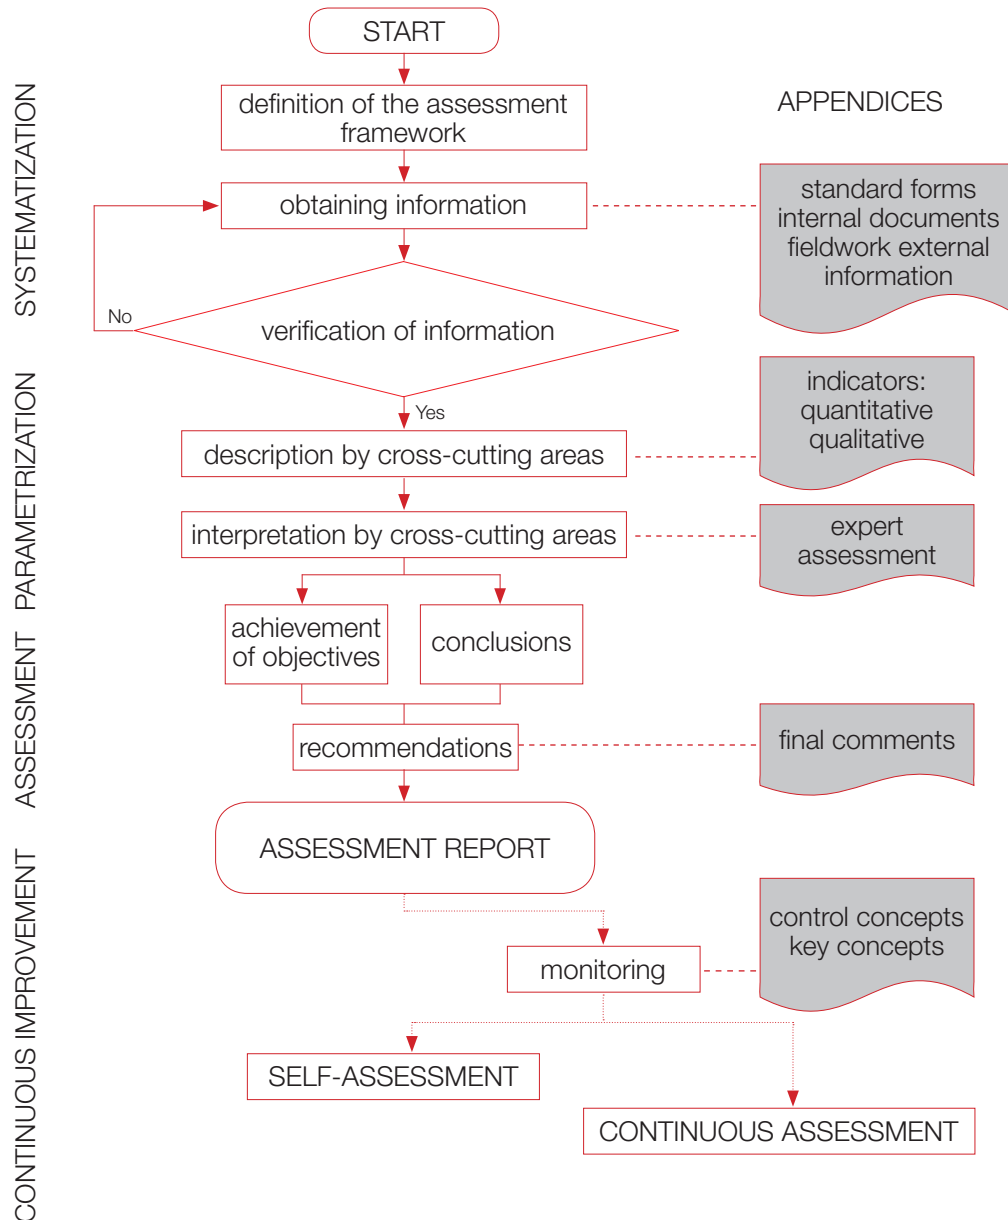 START
SYSTEMATIZATION
definition of the assessment
framework
APPENDICES
obtaining information
standard forms
internal documents
fieldwork external
information
No
verification of information
Yes
PARAMETRIZATION
indicators:
quantitative
qualitative
description by cross-cutting areas
interpretation by cross-cutting areas
expert
assessment
ASSESSMENT
achievement
of objectives
conclusions
recommendations
final comments
ASSESSMENT REPORT
CONTINUOUS IMPROVEMENT
control concepts
key concepts
monitoring
SELF-ASSESSMENT
CONTINUOUS ASSESSMENT